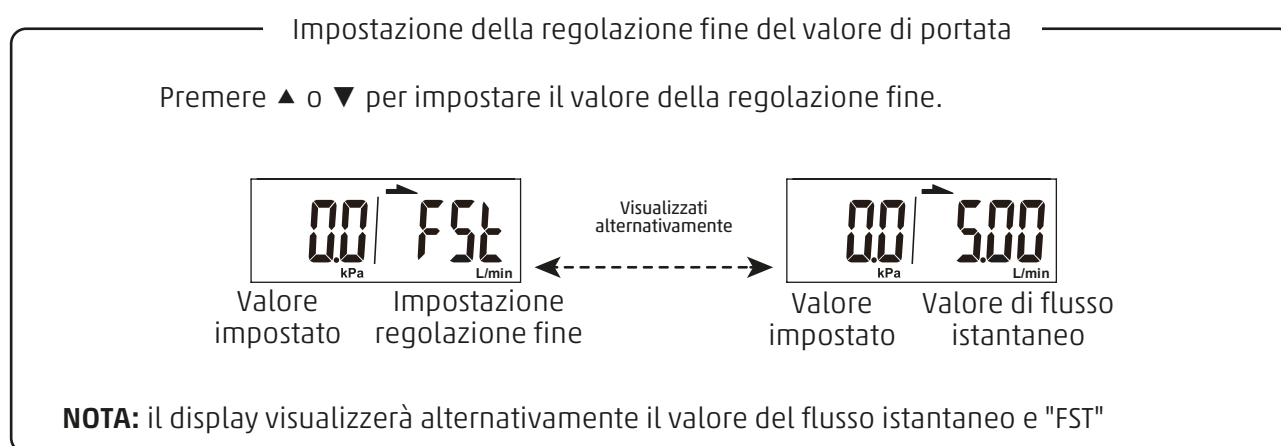 Impostazione della regolazione fine del valore di portata
Premere ▲ o ▼ per impostare il valore della regolazione fine.
0.0 FSt
kPa L/min
Visualizzati
alternativamente
0.0 5.00
kPa L/min
Valore
impostato
Impostazione
regolazione fine
Valore
impostato
Valore di flusso
istantaneo
NOTA: il display visualizzerà alternativamente il valore del flusso istantaneo e "FST"